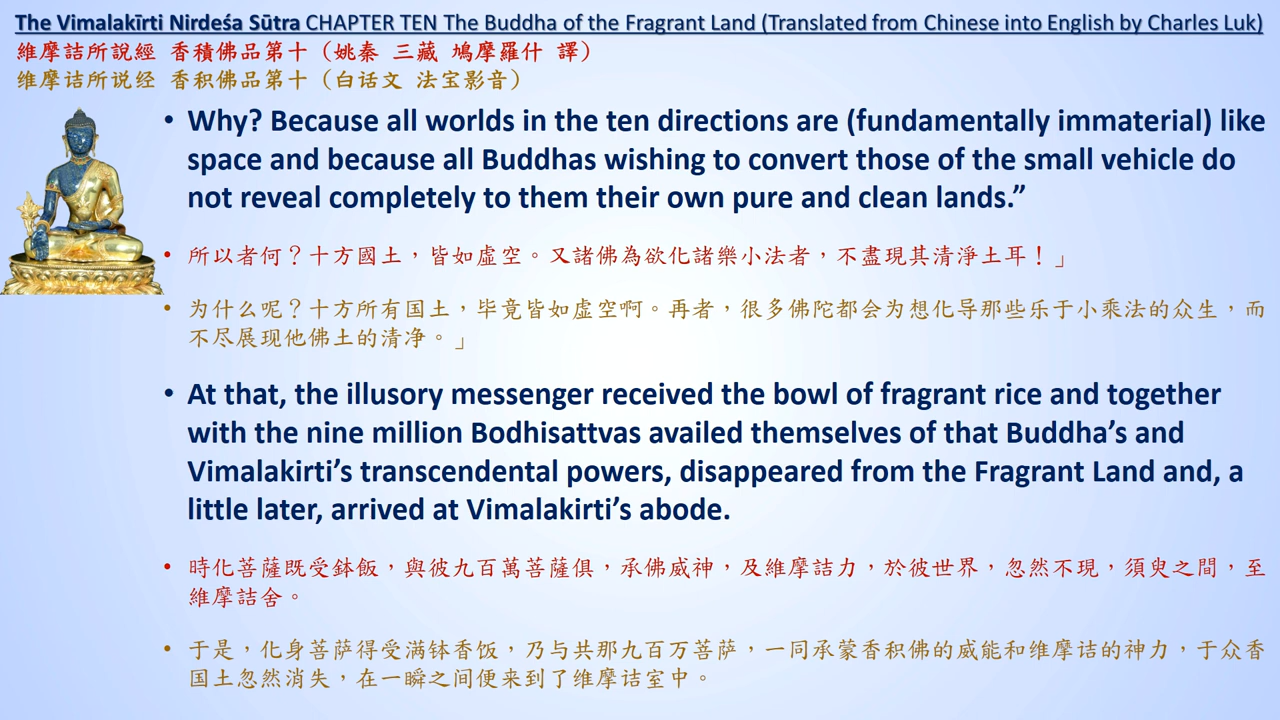 The Vimalakīrti Nirdeśa Sūtra CHAPTER TEN The Buddha of the Fragrant Land (Translated from Chinese into English by Charles Luk)
維摩詰所說經 香積佛品第十（姚秦 三藏 鳩摩羅什 譯）
维摩诘所说经 香积佛品第十（白话文 法宝影音）
• Why? Because all worlds in the ten directions are (fundamentally immaterial) like
space and because all Buddhas wishing to convert those of the small vehicle do
not reveal completely to them their own pure and clean lands.”
• 所以者何？十方國土，皆如虛空。又諸佛為欲化諸樂小法者，不盡現其清淨土耳！」
• 为什么呢？十方所有国土，毕竟皆如虚空啊。再者，很多佛陀都会为想化导那些乐于小乘法的众生，而
不尽展现他佛土的清净。」
• At that, the illusory messenger received the bowl of fragrant rice and together
with the nine million Bodhisattvas availed themselves of that Buddha’s and
Vimalakirti’s transcendental powers, disappeared from the Fragrant Land and, a
little later, arrived at Vimalakirti’s abode.
• 時化菩薩既受鉢飯，與彼九百萬菩薩俱，承佛威神，及維摩詰力，於彼世界，忽然不現，須臾之間，至
維摩詰舍。
• 于是，化身菩萨得受满钵香饭，乃与共那九百万菩萨，一同承蒙香积佛的威能和维摩诘的神力，于众香
国土忽然消失，在一瞬之间便来到了维摩诘室中。